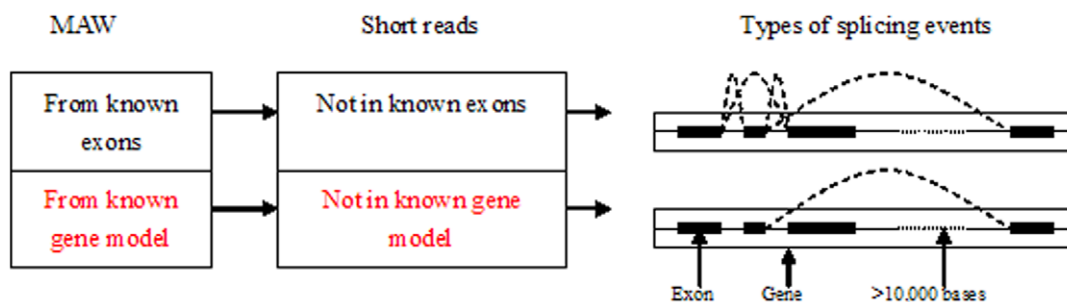 MAW
Short reads
Types of splicing events
From known
exons
Not in known exons
From known
gene model
Not in known gene
model
Exon
Gene
>10.000 bases